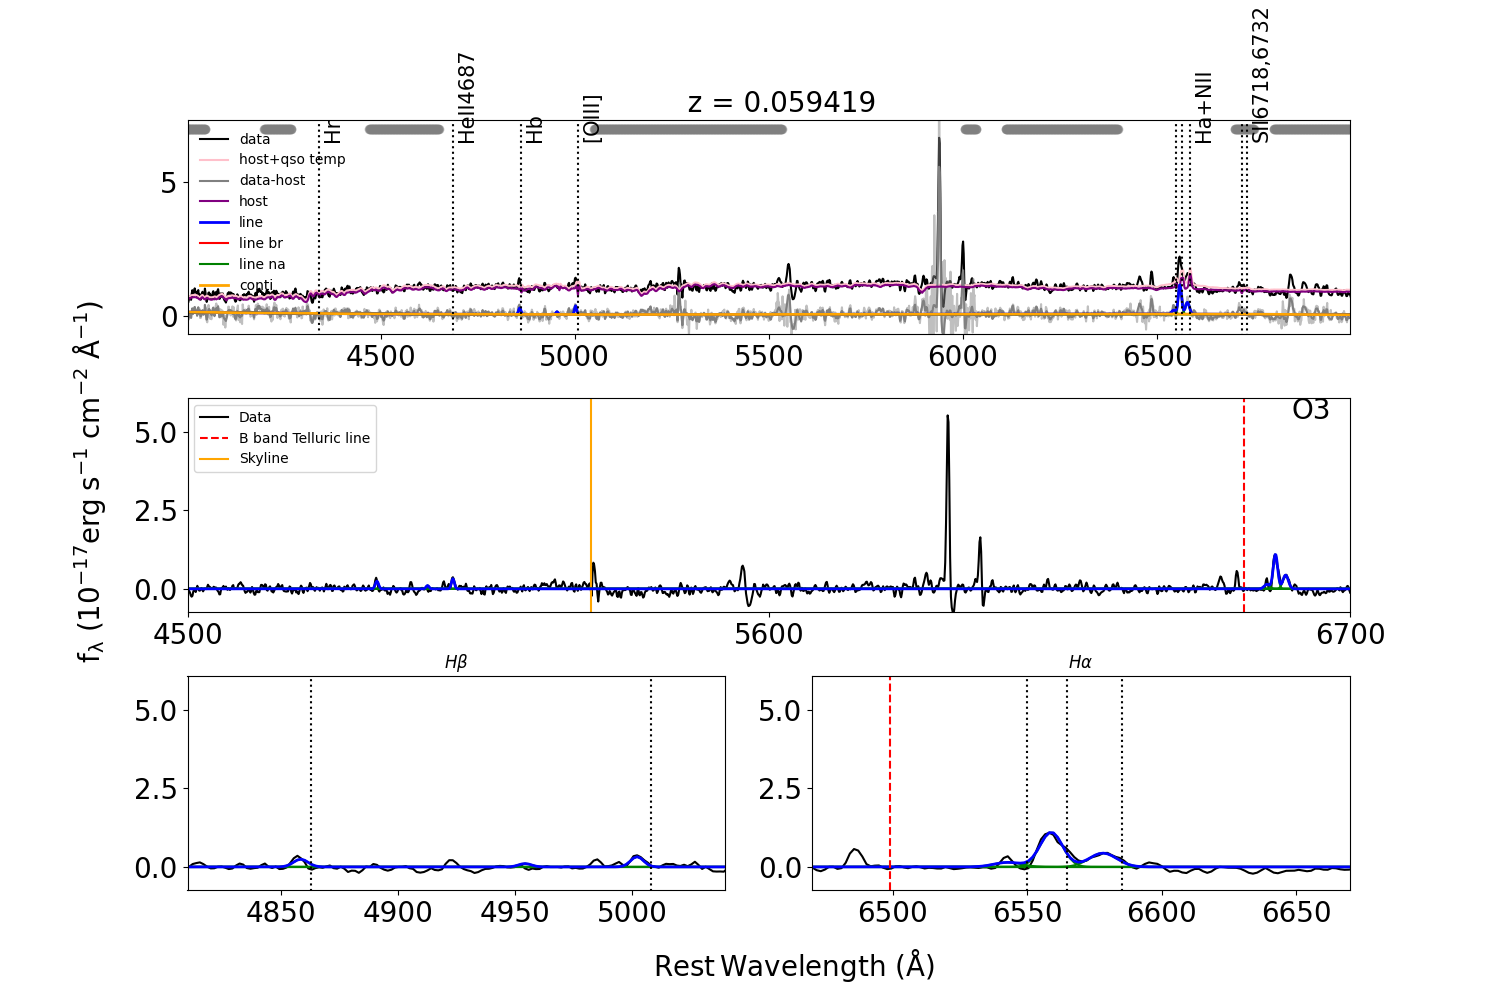 z = 0.059419
Hr
HeII4687
Hb
[OIII]
Ha+NII
SII6718,6732
data
host+qso temp
data-host
host
line
line br
line na
conti
5
0
4500
5000
5500
6000
6500
O3
Data
B band Telluric line
Skyline
5.0
2.5
0.0
4500
5600
6700
fλ (10⁻¹⁷erg s⁻¹ cm⁻² Å⁻¹)
Hβ
5.0
2.5
0.0
4850
4900
4950
5000
Hα
5.0
2.5
0.0
6500
6550
6600
6650
Rest Wavelength (Å)